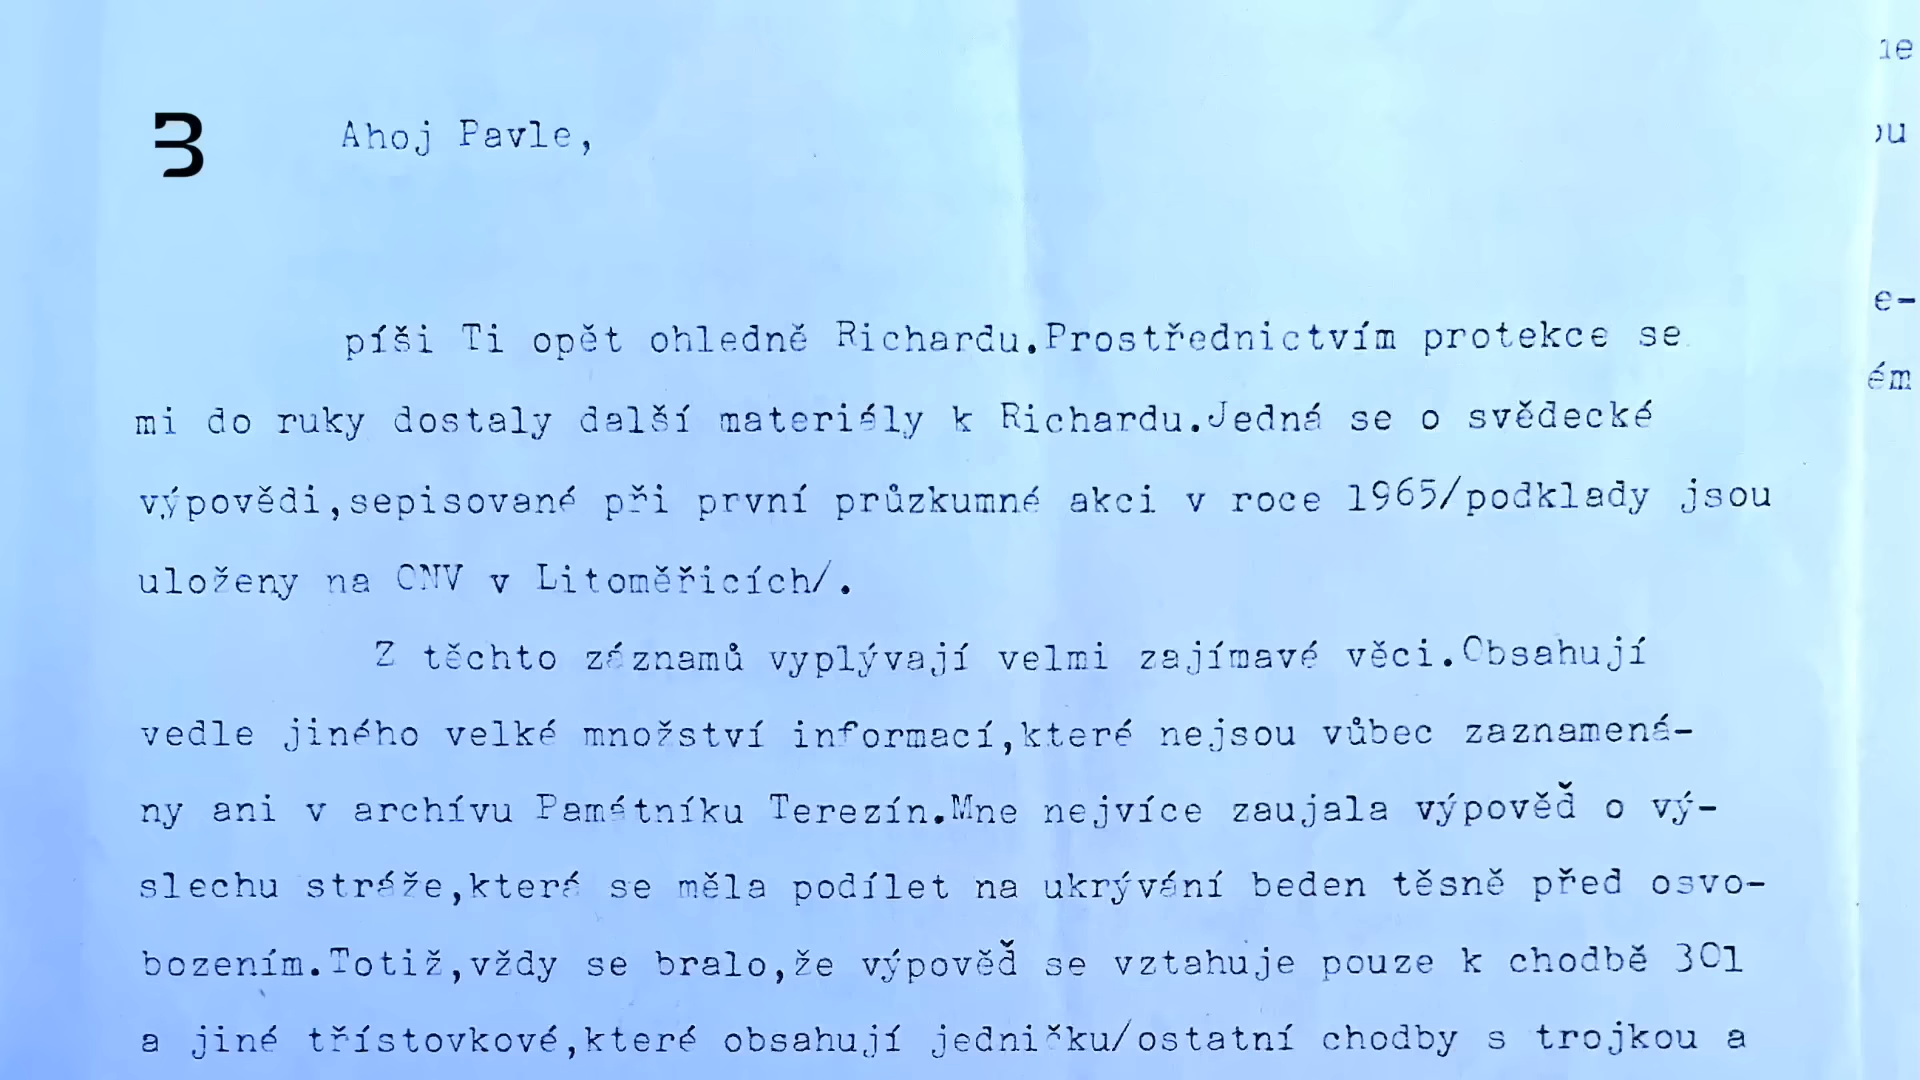 3
Ahoj Pavle,
píši Ti opět ohledně Richardu.Prostřednictvím protekce se
mi do ruky dostaly další materiály k Richardu.Jedná se o svědecké
výpovědi,sepisované při první průzkumné akci v roce 1965/podklady jsou
uloženy na ONV v Litoměřicích/.
Z těchto záznamů vyplývají velmi zajímavé věci.Obsahují
vedle jiného velké množství informací,které nejsou vůbec zaznamená-
ny ani v archívu Památníku Terezín.Mne nejvíce zaujala výpověď o vý-
slechu stráže,která se měla podílet na ukrývání beden těsně před osvo-
bozením.Totiž,vždy se bralo,že výpověď se vztahuje pouze k chodbě 301
a jiné třístovkové,které obsahují jedničku/ostatní chodby s trojkou a
e-
ém